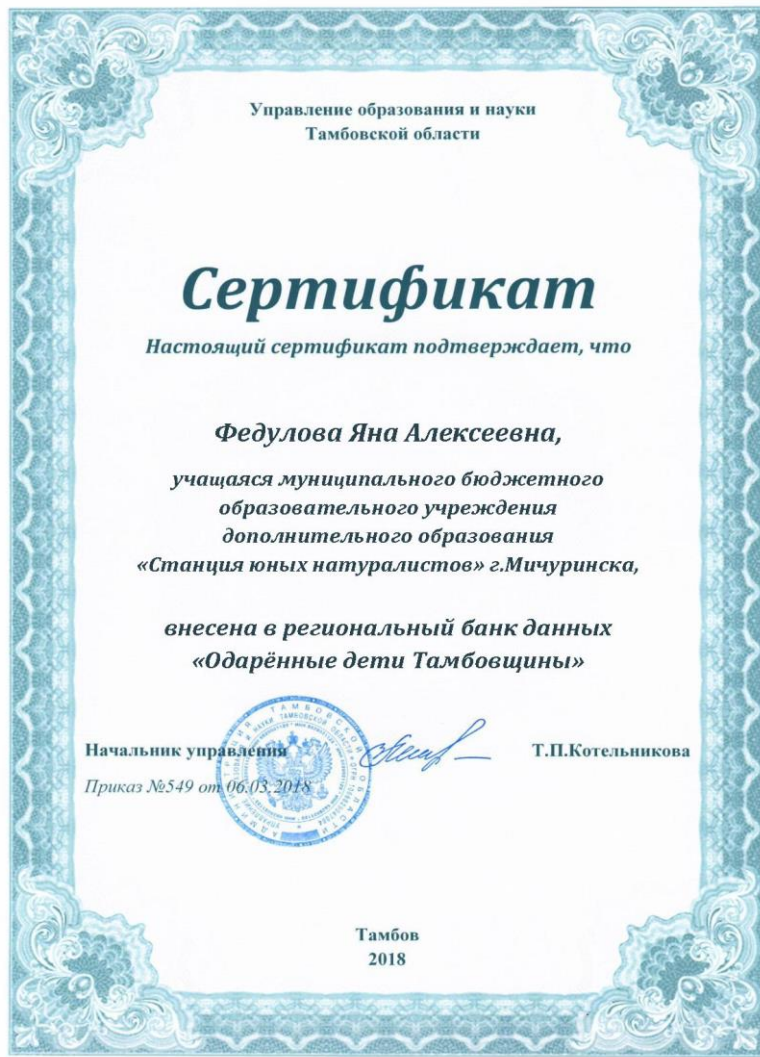 Управление образования и науки
Тамбовской области
Сертификат
Настоящий сертификат подтверждает, что
Федулова Яна Алексеевна,
учащаяся муниципального бюджетного
образовательного учреждения
дополнительного образования
«Станция юных натуралистов» г.Мичуринска,
внесена в региональный банк данных
«Одарённые дети Тамбовщины»
Начальник управления
Т.П.Котельникова
Приказ №549 от 06.03.2018
Тамбов
2018